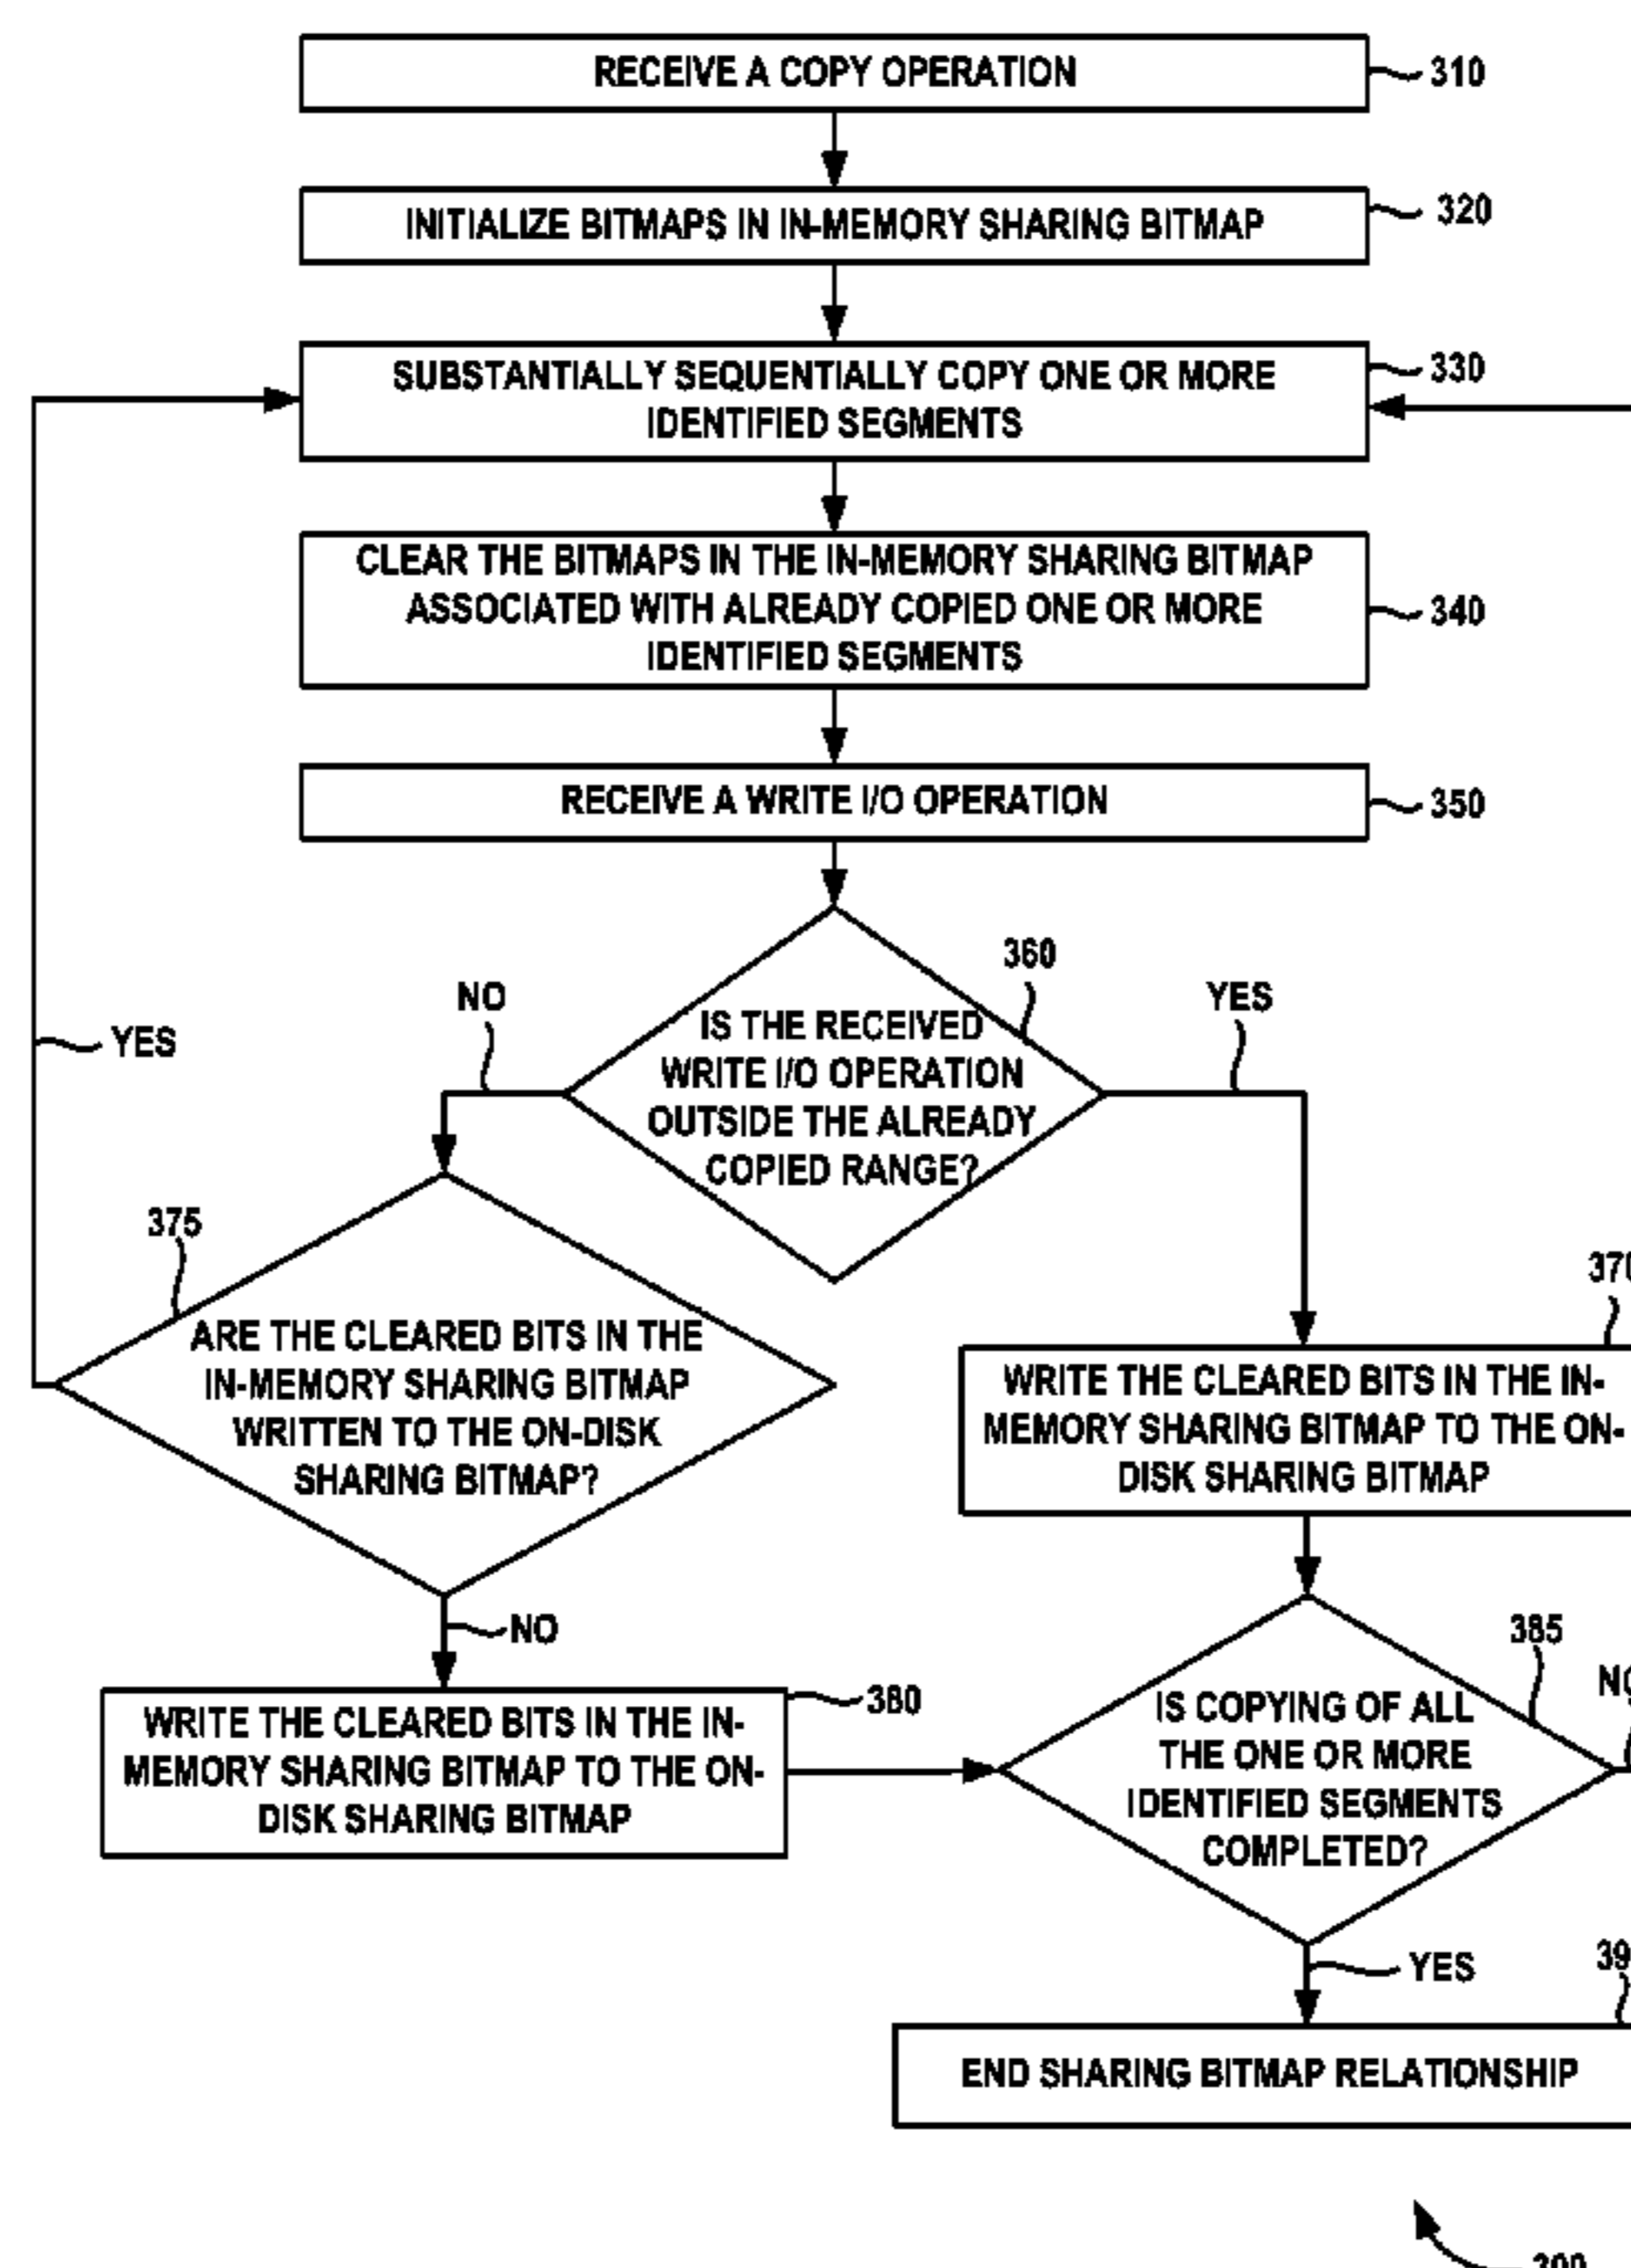 RECEIVE A COPY OPERATION
310
INITIALIZE BITMAPS IN IN-MEMORY SHARING BITMAP
320
SUBSTANTIALLY SEQUENTIALLY COPY ONE OR MORE
IDENTIFIED SEGMENTS
330
CLEAR THE BITMAPS IN THE IN-MEMORY SHARING BITMAP
ASSOCIATED WITH ALREADY COPIED ONE OR MORE
IDENTIFIED SEGMENTS
340
RECEIVE A WRITE I/O OPERATION
350
360
NO
YES
YES
IS THE RECEIVED
WRITE I/O OPERATION
OUTSIDE THE ALREADY
COPIED RANGE?
375
ARE THE CLEARED BITS IN THE
IN-MEMORY SHARING BITMAP
WRITTEN TO THE ON-DISK
SHARING BITMAP?
370
WRITE THE CLEARED BITS IN THE IN-
MEMORY SHARING BITMAP TO THE ON-
DISK SHARING BITMAP
NO
380
WRITE THE CLEARED BITS IN THE IN-
MEMORY SHARING BITMAP TO THE ON-
DISK SHARING BITMAP
385
NO
IS COPYING OF ALL
THE ONE OR MORE
IDENTIFIED SEGMENTS
COMPLETED?
YES
39
END SHARING BITMAP RELATIONSHIP